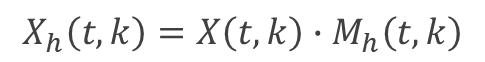 X_h(t, k) = X(t, k) · M_h(t, k)